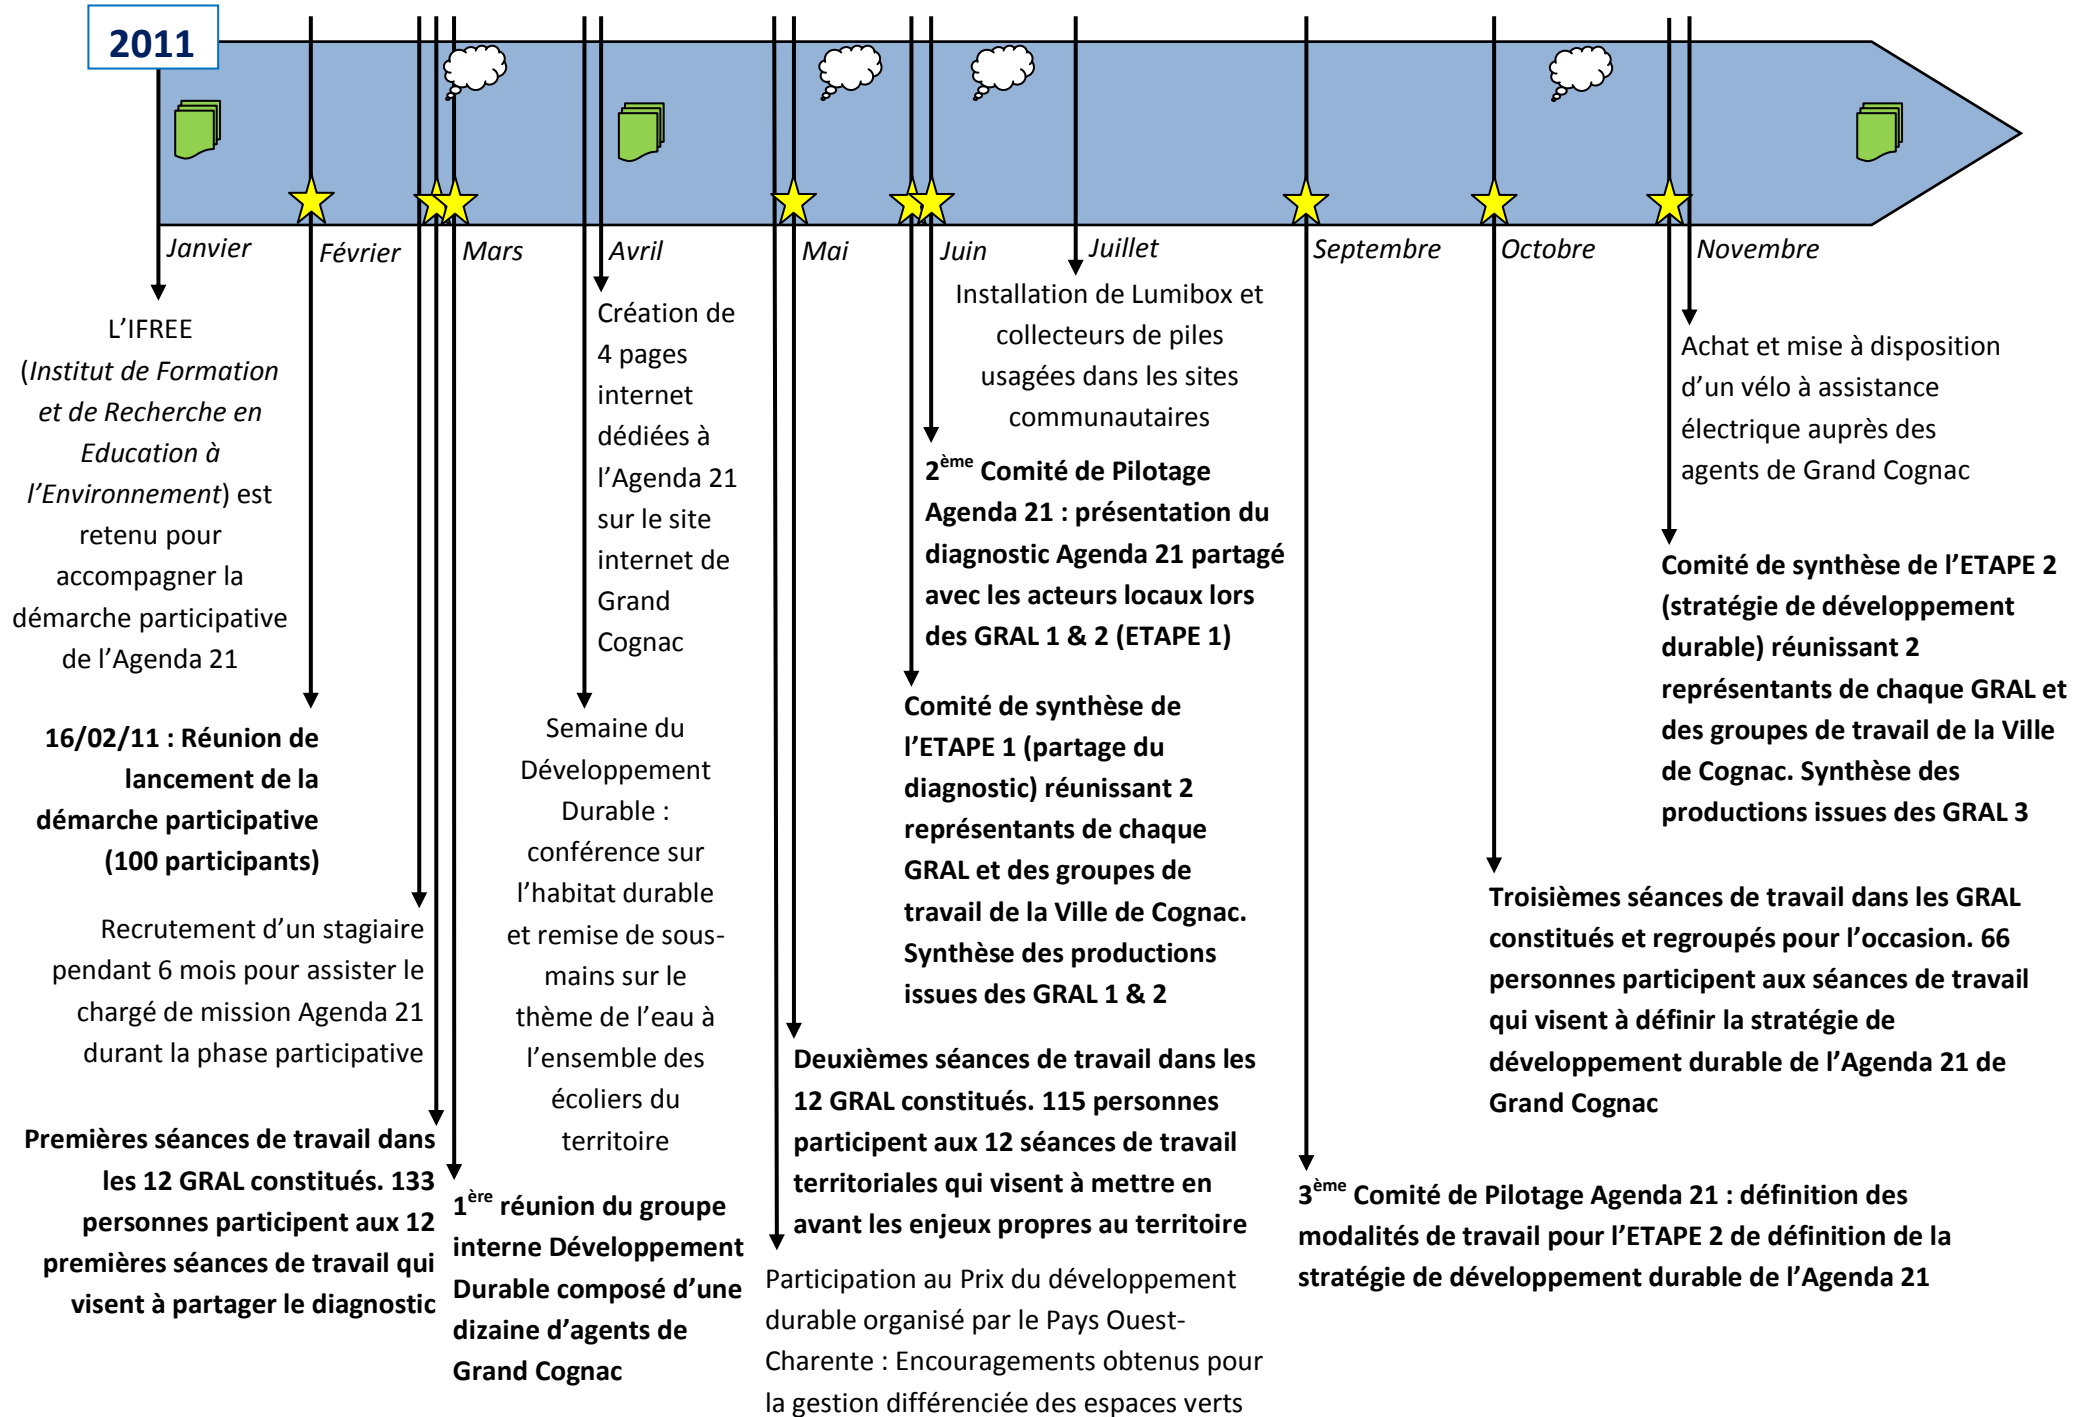 2011
Janvier
Février
Mars
Avril
Mai
Juin
Juillet
Septembre
Octobre
Novembre
L’IFREE
(Institut de Formation
et de Recherche en
Education à
l’Environnement) est
retenu pour
accompagner la
démarche participative
de l’Agenda 21
16/02/11 : Réunion de
lancement de la
démarche participative
(100 participants)
Recrutement d’un stagiaire
pendant 6 mois pour assister le
chargé de mission Agenda 21
durant la phase participative
Premières séances de travail dans
les 12 GRAL constitués. 133
personnes participent aux 12
premières séances de travail qui
visent à partager le diagnostic
1ère réunion du groupe
interne Développement
Durable composé d’une
dizaine d’agents de
Grand Cognac
Création de
4 pages
internet
dédiées à
l’Agenda 21
sur le site
internet de
Grand
Cognac
Semaine du
Développement
Durable :
conférence sur
l’habitat durable
et remise de sous-
mains sur le
thème de l’eau à
l’ensemble des
écoliers du
territoire
Installation de Lumibox et
collecteurs de piles
usagées dans les sites
communautaires
2ème Comité de Pilotage
Agenda 21 : présentation du
diagnostic Agenda 21 partagé
avec les acteurs locaux lors
des GRAL 1 & 2 (ETAPE 1)
Comité de synthèse de
l’ETAPE 1 (partage du
diagnostic) réunissant 2
représentants de chaque
GRAL et des groupes de
travail de la Ville de Cognac.
Synthèse des productions
issues des GRAL 1 & 2
Deuxièmes séances de travail dans les
12 GRAL constitués. 115 personnes
participent aux 12 séances de travail
territoriales qui visent à mettre en
avant les enjeux propres au territoire
Participation au Prix du développement
durable organisé par le Pays Ouest-
Charente : Encouragements obtenus pour
la gestion différenciée des espaces verts
Achat et mise à disposition
d’un vélo à assistance
électrique auprès des
agents de Grand Cognac
Comité de synthèse de l’ETAPE 2
(stratégie de développement
durable) réunissant 2
représentants de chaque GRAL et
des groupes de travail de la Ville
de Cognac. Synthèse des
productions issues des GRAL 3
Troisièmes séances de travail dans les GRAL
constitués et regroupés pour l’occasion. 66
personnes participent aux séances de travail
qui visent à définir la stratégie de
développement durable de l’Agenda 21 de
Grand Cognac
3ème Comité de Pilotage Agenda 21 : définition des
modalités de travail pour l’ETAPE 2 de définition de la
stratégie de développement durable de l’Agenda 21